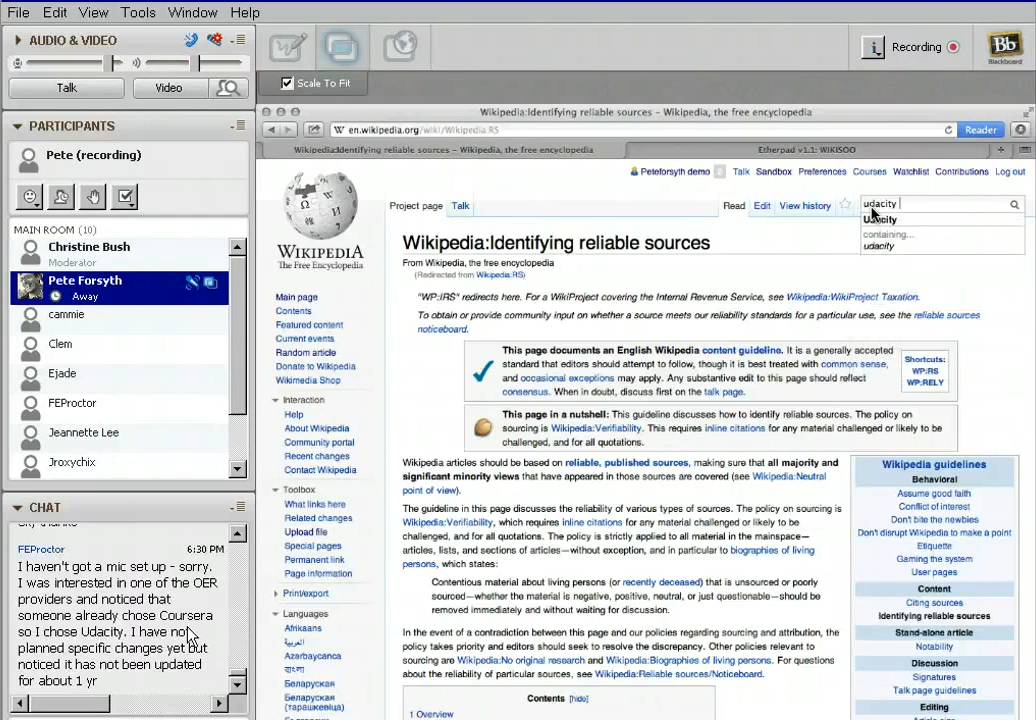 File Edit View Tools Window Help
AUDIO & VIDEO
Talk
Video
Scale To Fit
Recording
Bb
Blackboard
PARTICIPANTS
Pete (recording)
MAIN ROOM (10)
Christine Bush
Moderator
Pete Forsyth
Away
cammie
Clem
Ejade
FEProctor
Jeannette Lee
Jroxychix
CHAT
FEProctor 6:30 PM
I haven't got a mic set up - sorry.
I was interested in one of the OER
providers and noticed that
someone already chose Coursera
so I chose Udacity. I have not
planned specific changes yet but
noticed it has not been updated
for about 1 yr
Wikipedia:Identifying reliable sources – Wikipedia, the free encyclopedia
W en.wikipedia.org/wiki/Wikipedia:RS
Reader
Wikipedia:Identifying reliable sources – Wikipedia, the free encyclopedia
Etherpad v1.1: WIKISOO
Peteforsyth demo 0 Talk Sandbox Preferences Courses Watchlist Contributions Log out
WIKIPEDIA
The Free Encyclopedia
Project page Talk
Read Edit View history
udacity
Udacity
containing...
udacity
Main page
Contents
Featured content
Current events
Random article
Donate to Wikipedia
Wikimedia Shop
Interaction
Help
About Wikipedia
Community portal
Recent changes
Contact Wikipedia
Toolbox
What links here
Related changes
Upload file
Special pages
Permanent link
Page information
Print/export
Languages
Afrikaans
العربية
Azərbaycanca
বাংলা
Беларуская
Беларуская
(тарашкевіца)
Wikipedia:Identifying reliable sources
From Wikipedia, the free encyclopedia
(Redirected from Wikipedia:RS)
"WP:IRS" redirects here. For a WikiProject covering the Internal Revenue Service, see Wikipedia:WikiProject Taxation.
To obtain or provide community input on whether a source meets our reliability standards for a particular use, see the reliable sources
noticeboard.
This page documents an English Wikipedia content guideline. It is a generally accepted
standard that editors should attempt to follow, though it is best treated with common sense,
and occasional exceptions may apply. Any substantive edit to this page should reflect
consensus. When in doubt, discuss first on the talk page.
Shortcuts:
WP:RS
WP:RELY
This page in a nutshell: This guideline discusses how to identify reliable sources. The policy on
sourcing is Wikipedia:Verifiability. This requires inline citations for any material challenged or likely to be
challenged, and for all quotations.
Wikipedia articles should be based on reliable, published sources, making sure that all majority and
significant minority views that have appeared in those sources are covered (see Wikipedia:Neutral
point of view).
The guideline in this page discusses the reliability of various types of sources. The policy on sourcing is
Wikipedia:Verifiability, which requires inline citations for any material challenged or likely to be
challenged, and for all quotations. The policy is strictly applied to all material in the mainspace—
articles, lists, and sections of articles—without exception, and in particular to biographies of living
persons, which states:
Contentious material about living persons (or recently deceased) that is unsourced or poorly
sourced—whether the material is negative, positive, neutral, or just questionable—should be
removed immediately and without waiting for discussion.
In the event of a contradiction between this page and our policies regarding sourcing and attribution, the
policy takes priority and editors should seek to resolve the discrepancy. Other policies relevant to
sourcing are Wikipedia:No original research and Wikipedia:Biographies of living persons. For questions
about the reliability of particular sources, see Wikipedia:Reliable sources/Noticeboard.
Contents [hide]
1 Overview
Wikipedia guidelines
Behavioral
Assume good faith
Conflict of interest
Don't bite the newbies
Don't disrupt Wikipedia to make a point
Etiquette
Gaming the system
User pages
Content
Citing sources
Identifying reliable sources
Stand-alone article
Notability
Discussion
Signatures
Talk page guidelines
Editing